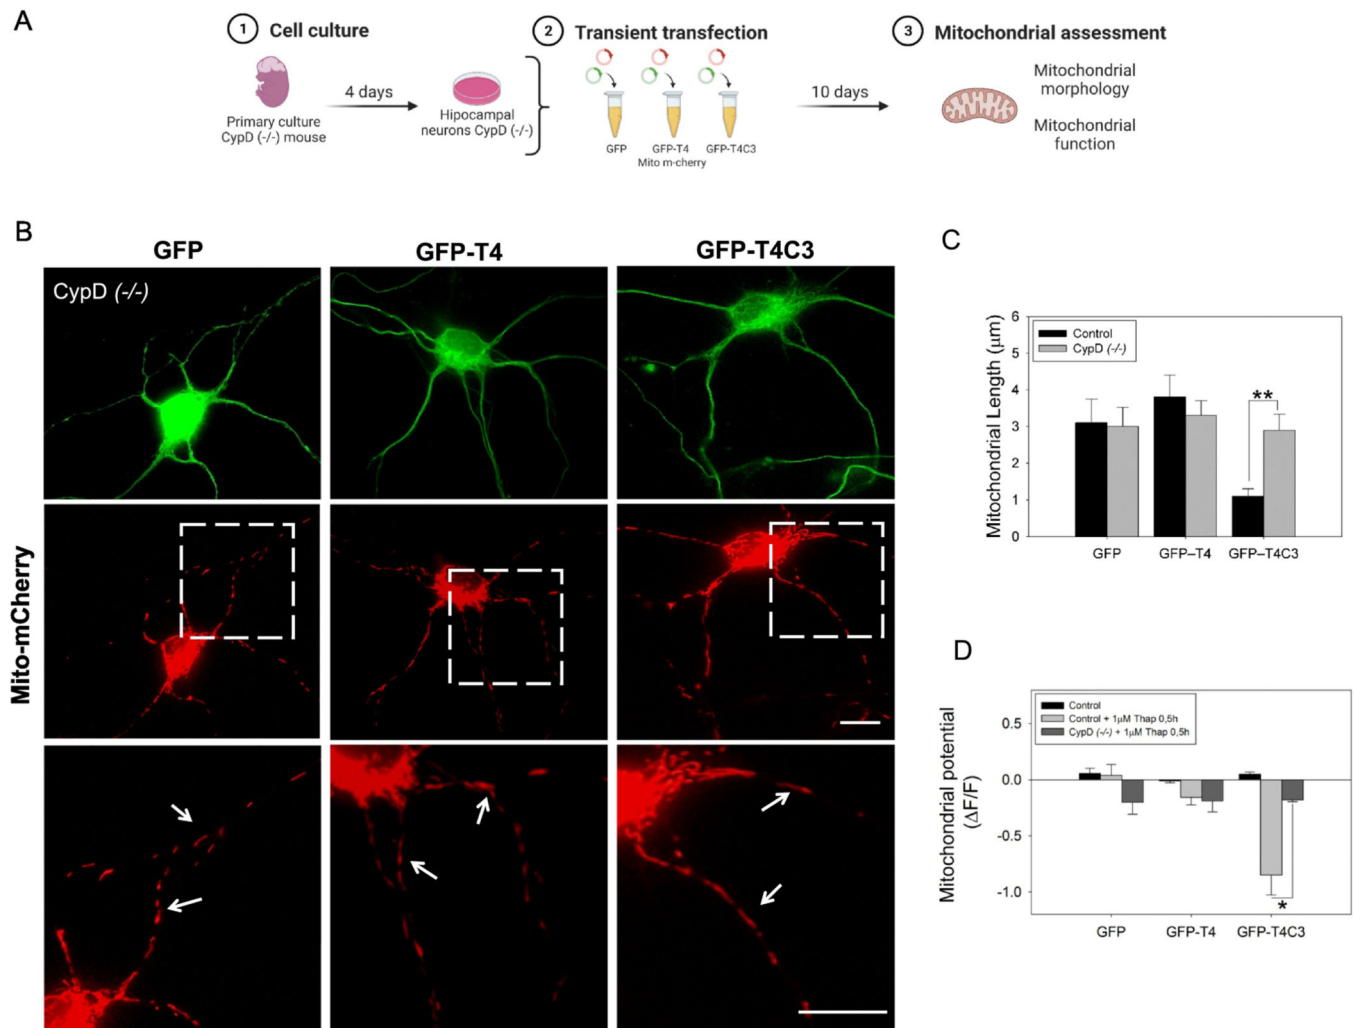 A
1 Cell culture
2 Transient transfection
3 Mitochondrial assessment
4 days
10 days
Primary culture
CypD (-/-) mouse
Hipocampal
neurons CypD (-/-)
GFP
GFP-T4
GFP-T4C3
Mito m-cherry
Mitochondrial
morphology
Mitochondrial
function
B
GFP
GFP-T4
GFP-T4C3
CypD (-/-)
Mito-mCherry
C
Mitochondrial Length (µm)
6
5
4
3
2
1
0
Control
CypD (-/-)
**
GFP
GFP–T4
GFP–T4C3
D
Mitochondrial potential
(ΔF/F)
0.5
0.0
-0.5
-1.0
Control
Control + 1µM Thap 0,5h
CypD (-/-) + 1µM Thap 0,5h
*
GFP
GFP-T4
GFP-T4C3